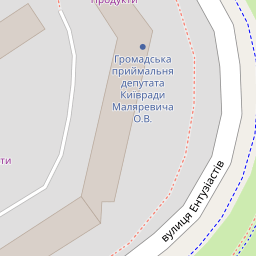 Продукти
Громадська
приймальня
депутата
Київради
Маляревича
О.В.
вулиця Ентузіастів